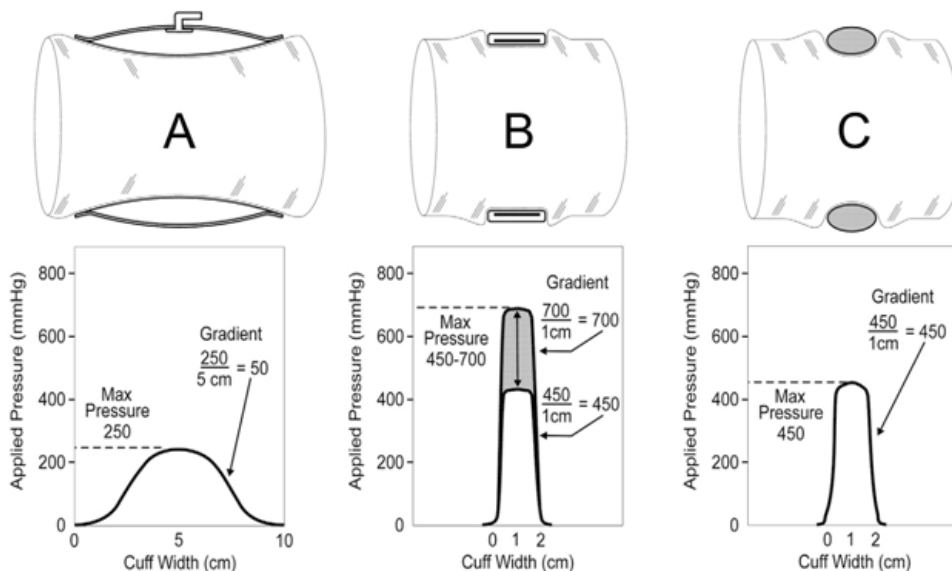 A
B
C
Applied Pressure (mmHg)
800
600
400
200
0
Gradient
250
5 cm
= 50
Max
Pressure
250
0
5
10
Cuff Width (cm)
Applied Pressure (mmHg)
800
600
400
200
0
Gradient
700
1cm
= 700
Max
Pressure
450-700
450
1cm
= 450
0
1
2
Cuff Width (cm)
Applied Pressure (mmHg)
800
600
400
200
0
Gradient
450
1cm
= 450
Max
Pressure
450
0
1
2
Cuff Width (cm)